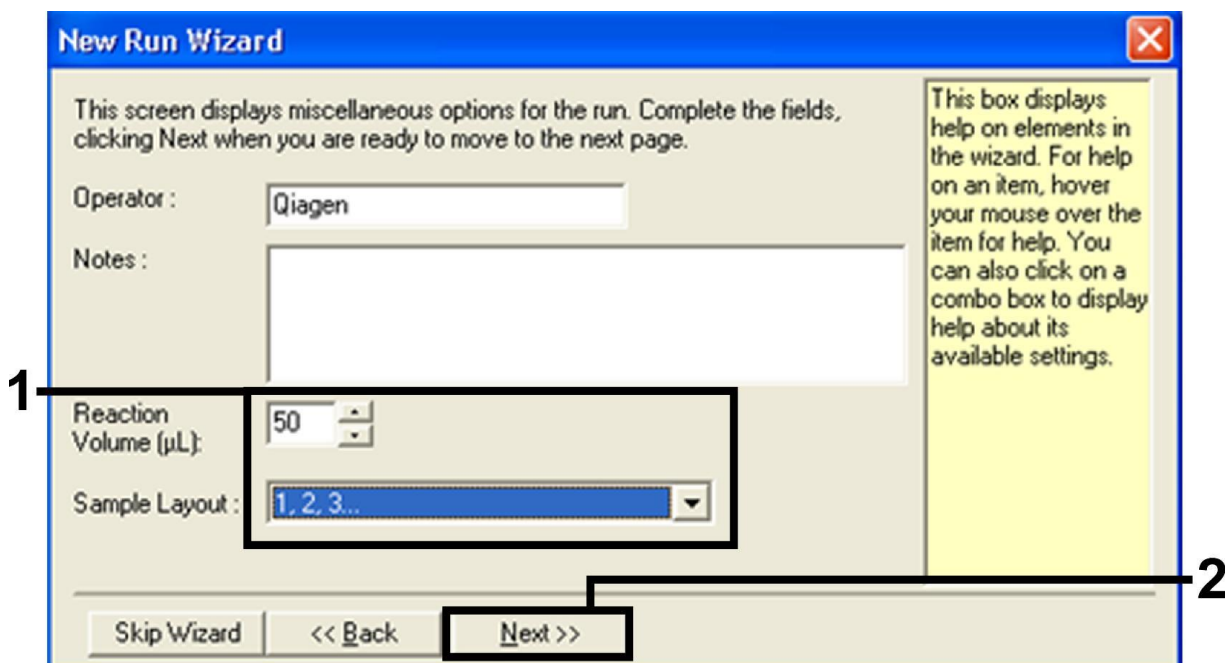 New Run Wizard
This screen displays miscellaneous options for the run. Complete the fields,
clicking Next when you are ready to move to the next page.
Operator :
Qiagen
Notes :
1
Reaction
Volume (µL):
50
Sample Layout :
1, 2, 3...
This box displays
help on elements in
the wizard. For help
on an item, hover
your mouse over the
item for help. You
can also click on a
combo box to display
help about its
available settings.
2
Skip Wizard
<< Back
Next >>